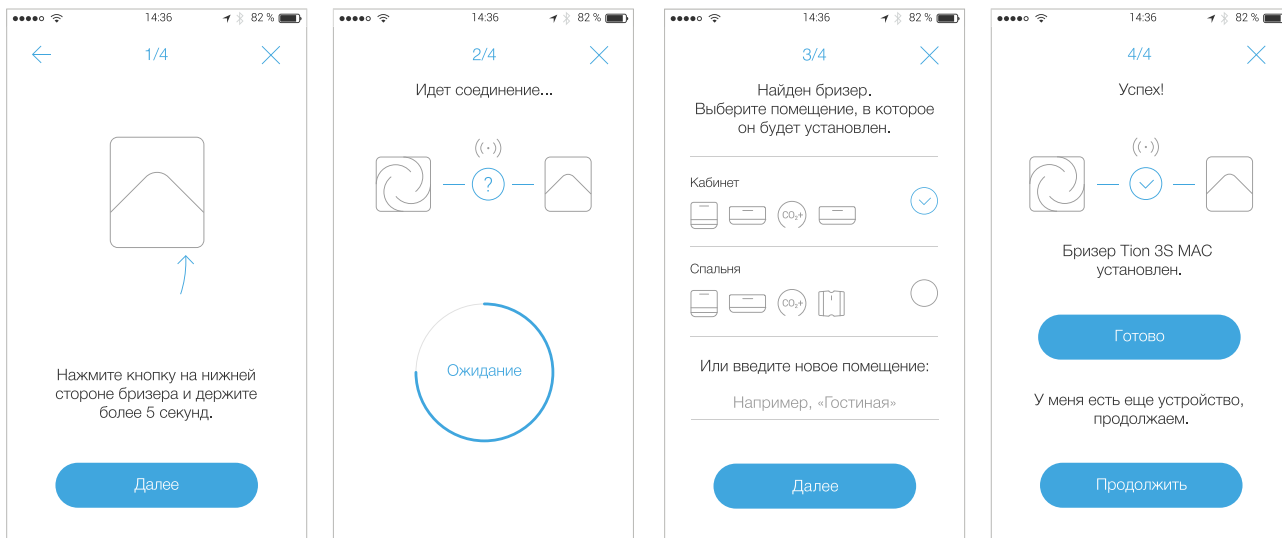 14:36
82 %
1/4
Нажмите кнопку на нижней
стороне бризера и держите
более 5 секунд.
Далее
14:36
82 %
2/4
Идет соединение...
?
Ожидание
14:36
82 %
3/4
Найден бризер.
Выберите помещение, в которое
он будет установлен.
Кабинет
CO₂+
Спальня
CO₂+
Или введите новое помещение:
Например, «Гостиная»
Далее
14:36
82 %
4/4
Успех!
Бризер Tion 3S MAC
установлен.
Готово
У меня есть еще устройство,
продолжаем.
Продолжить